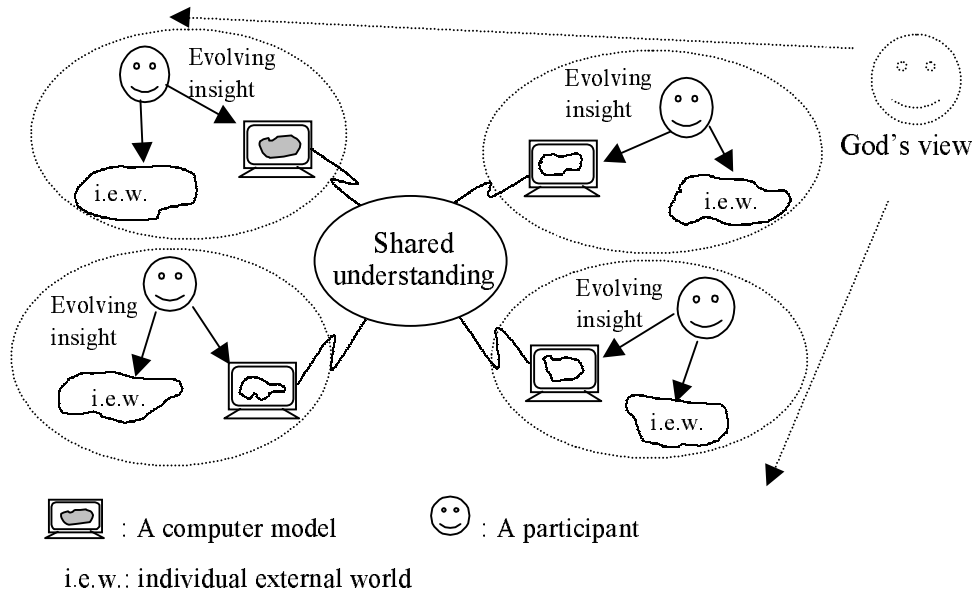 Evolving
insight
i.e.w.
Evolving
insight
i.e.w.
God's view
Shared
understanding
Evolving
insight
i.e.w.
Evolving
insight
i.e.w.
: A computer model
: A participant
i.e.w.: individual external world